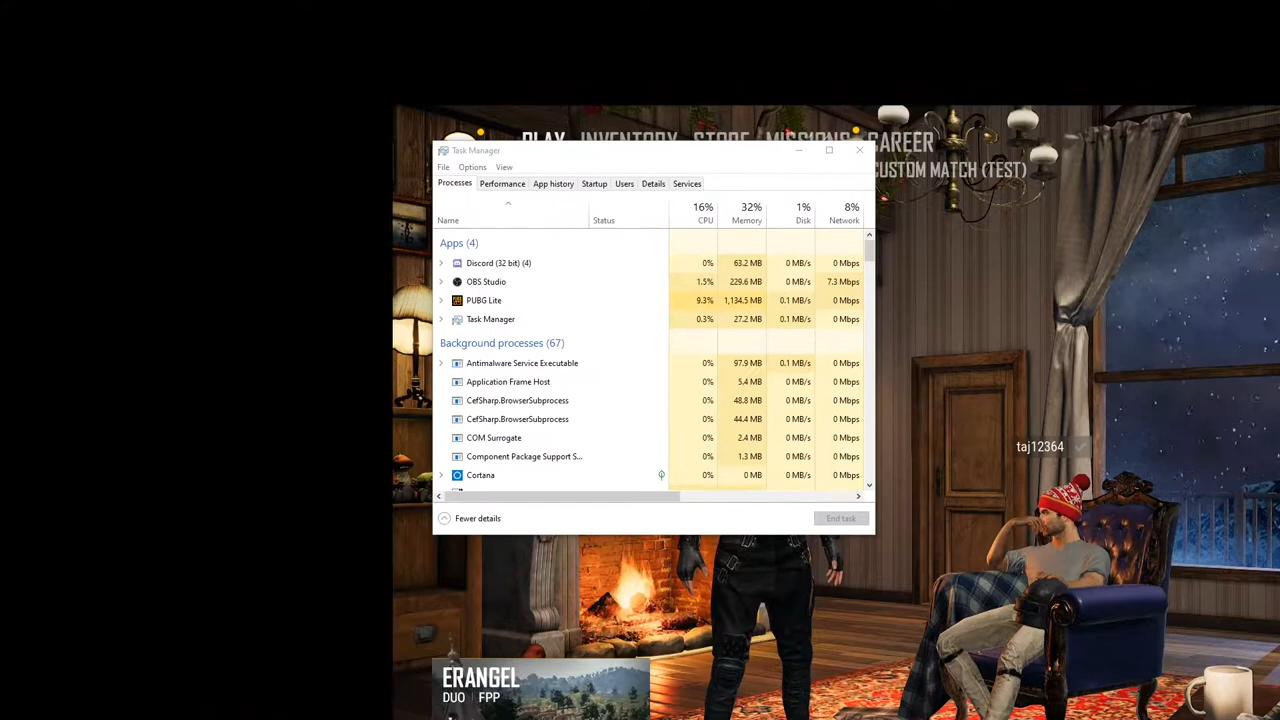 PLAY INVENTORY STORE MISSIONS CAREER
CUSTOM MATCH (TEST)
Task Manager
File Options View
Processes Performance App history Startup Users Details Services
16% 32% 1% 8%
Name Status CPU Memory Disk Network
Apps (4)
Discord (32 bit) (4) 0% 63.2 MB 0 MB/s 0 Mbps
OBS Studio 1.5% 229.6 MB 0 MB/s 7.3 Mbps
PUBG Lite 9.3% 1,134.5 MB 0.1 MB/s 0 Mbps
Task Manager 0.3% 27.2 MB 0.1 MB/s 0 Mbps
Background processes (67)
Antimalware Service Executable 0% 97.9 MB 0.1 MB/s 0 Mbps
Application Frame Host 0% 5.4 MB 0 MB/s 0 Mbps
CefSharp.BrowserSubprocess 0% 48.8 MB 0 MB/s 0 Mbps
CefSharp.BrowserSubprocess 0% 44.4 MB 0 MB/s 0 Mbps
COM Surrogate 0% 2.4 MB 0 MB/s 0 Mbps
Component Package Support S... 0% 1.3 MB 0 MB/s 0 Mbps
Cortana 0% 0 MB 0 MB/s 0 Mbps
Fewer details End task
taj12364
ERANGEL
DUO FPP